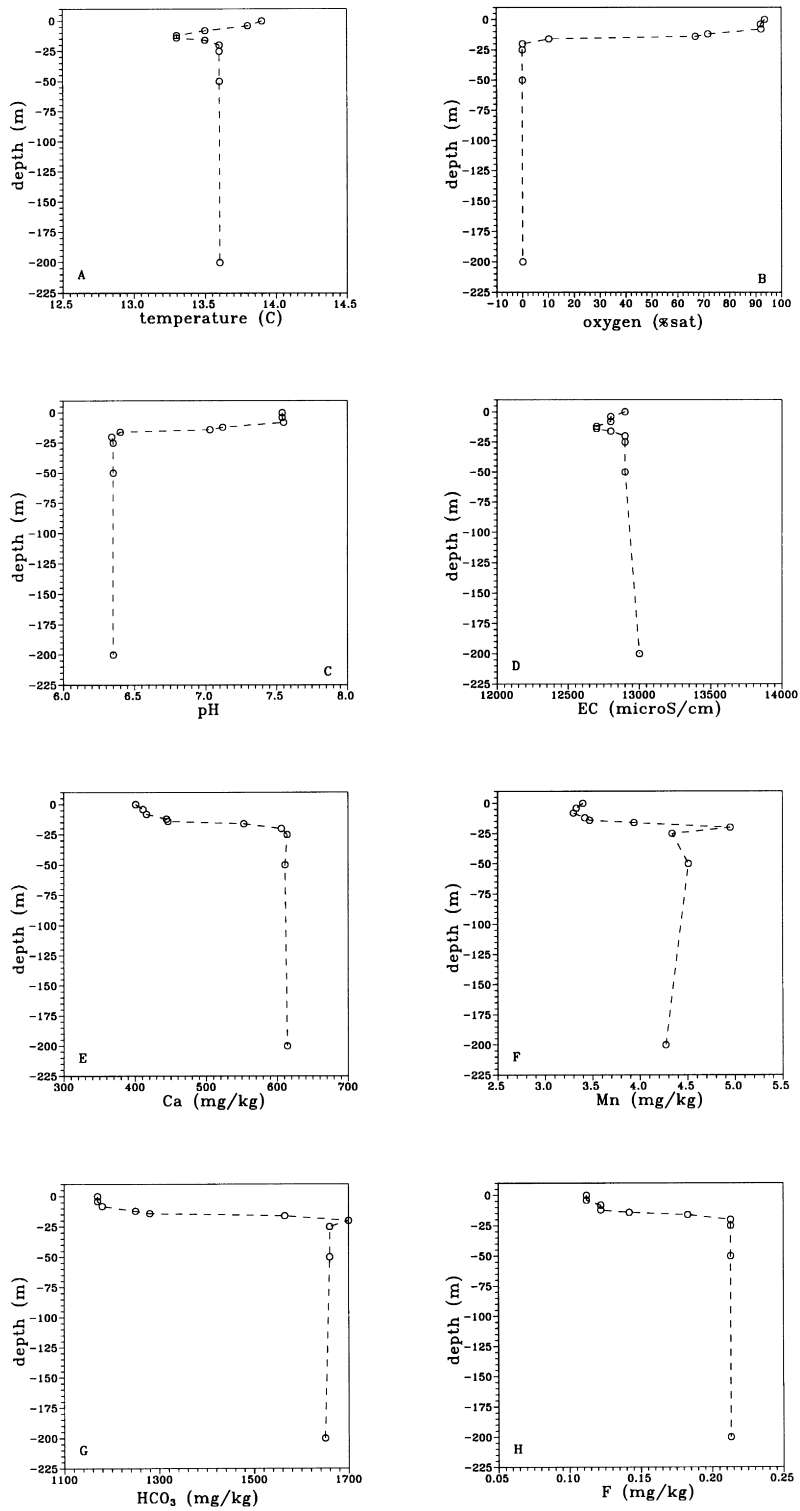 0
-25
-50
-75
-100
-125
-150
-175
-200
-225
depth (m)
A
12.5 13.0 13.5 14.0 14.5
temperature (C)
0
-25
-50
-75
-100
-125
-150
-175
-200
-225
depth (m)
B
-10 0 10 20 30 40 50 60 70 80 90 100
oxygen (%sat)
0
-25
-50
-75
-100
-125
-150
-175
-200
-225
depth (m)
C
6.0 6.5 7.0 7.5 8.0
pH
0
-25
-50
-75
-100
-125
-150
-175
-200
-225
depth (m)
D
12000 12500 13000 13500 14000
EC (microS/cm)
0
-25
-50
-75
-100
-125
-150
-175
-200
-225
depth (m)
E
300 400 500 600 700
Ca (mg/kg)
0
-25
-50
-75
-100
-125
-150
-175
-200
-225
depth (m)
F
2.5 3.0 3.5 4.0 4.5 5.0 5.5
Mn (mg/kg)
0
-25
-50
-75
-100
-125
-150
-175
-200
-225
depth (m)
G
1100 1300 1500 1700
HCO₃ (mg/kg)
0
-25
-50
-75
-100
-125
-150
-175
-200
-225
depth (m)
H
0.05 0.10 0.15 0.20 0.25
F (mg/kg)